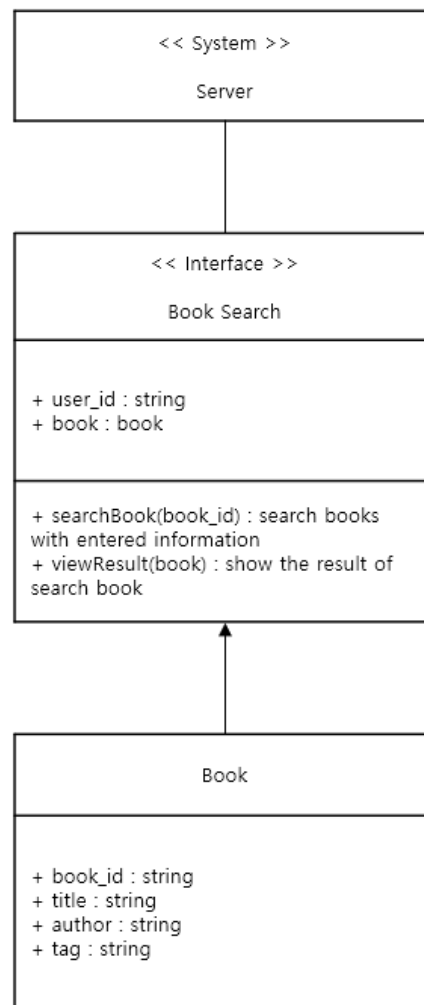 << System >>
Server
<< Interface >>
Book Search
+ user_id : string
+ book : book
+ searchBook(book_id) : search books
with entered information
+ viewResult(book) : show the result of
search book
Book
+ book_id : string
+ title : string
+ author : string
+ tag : string